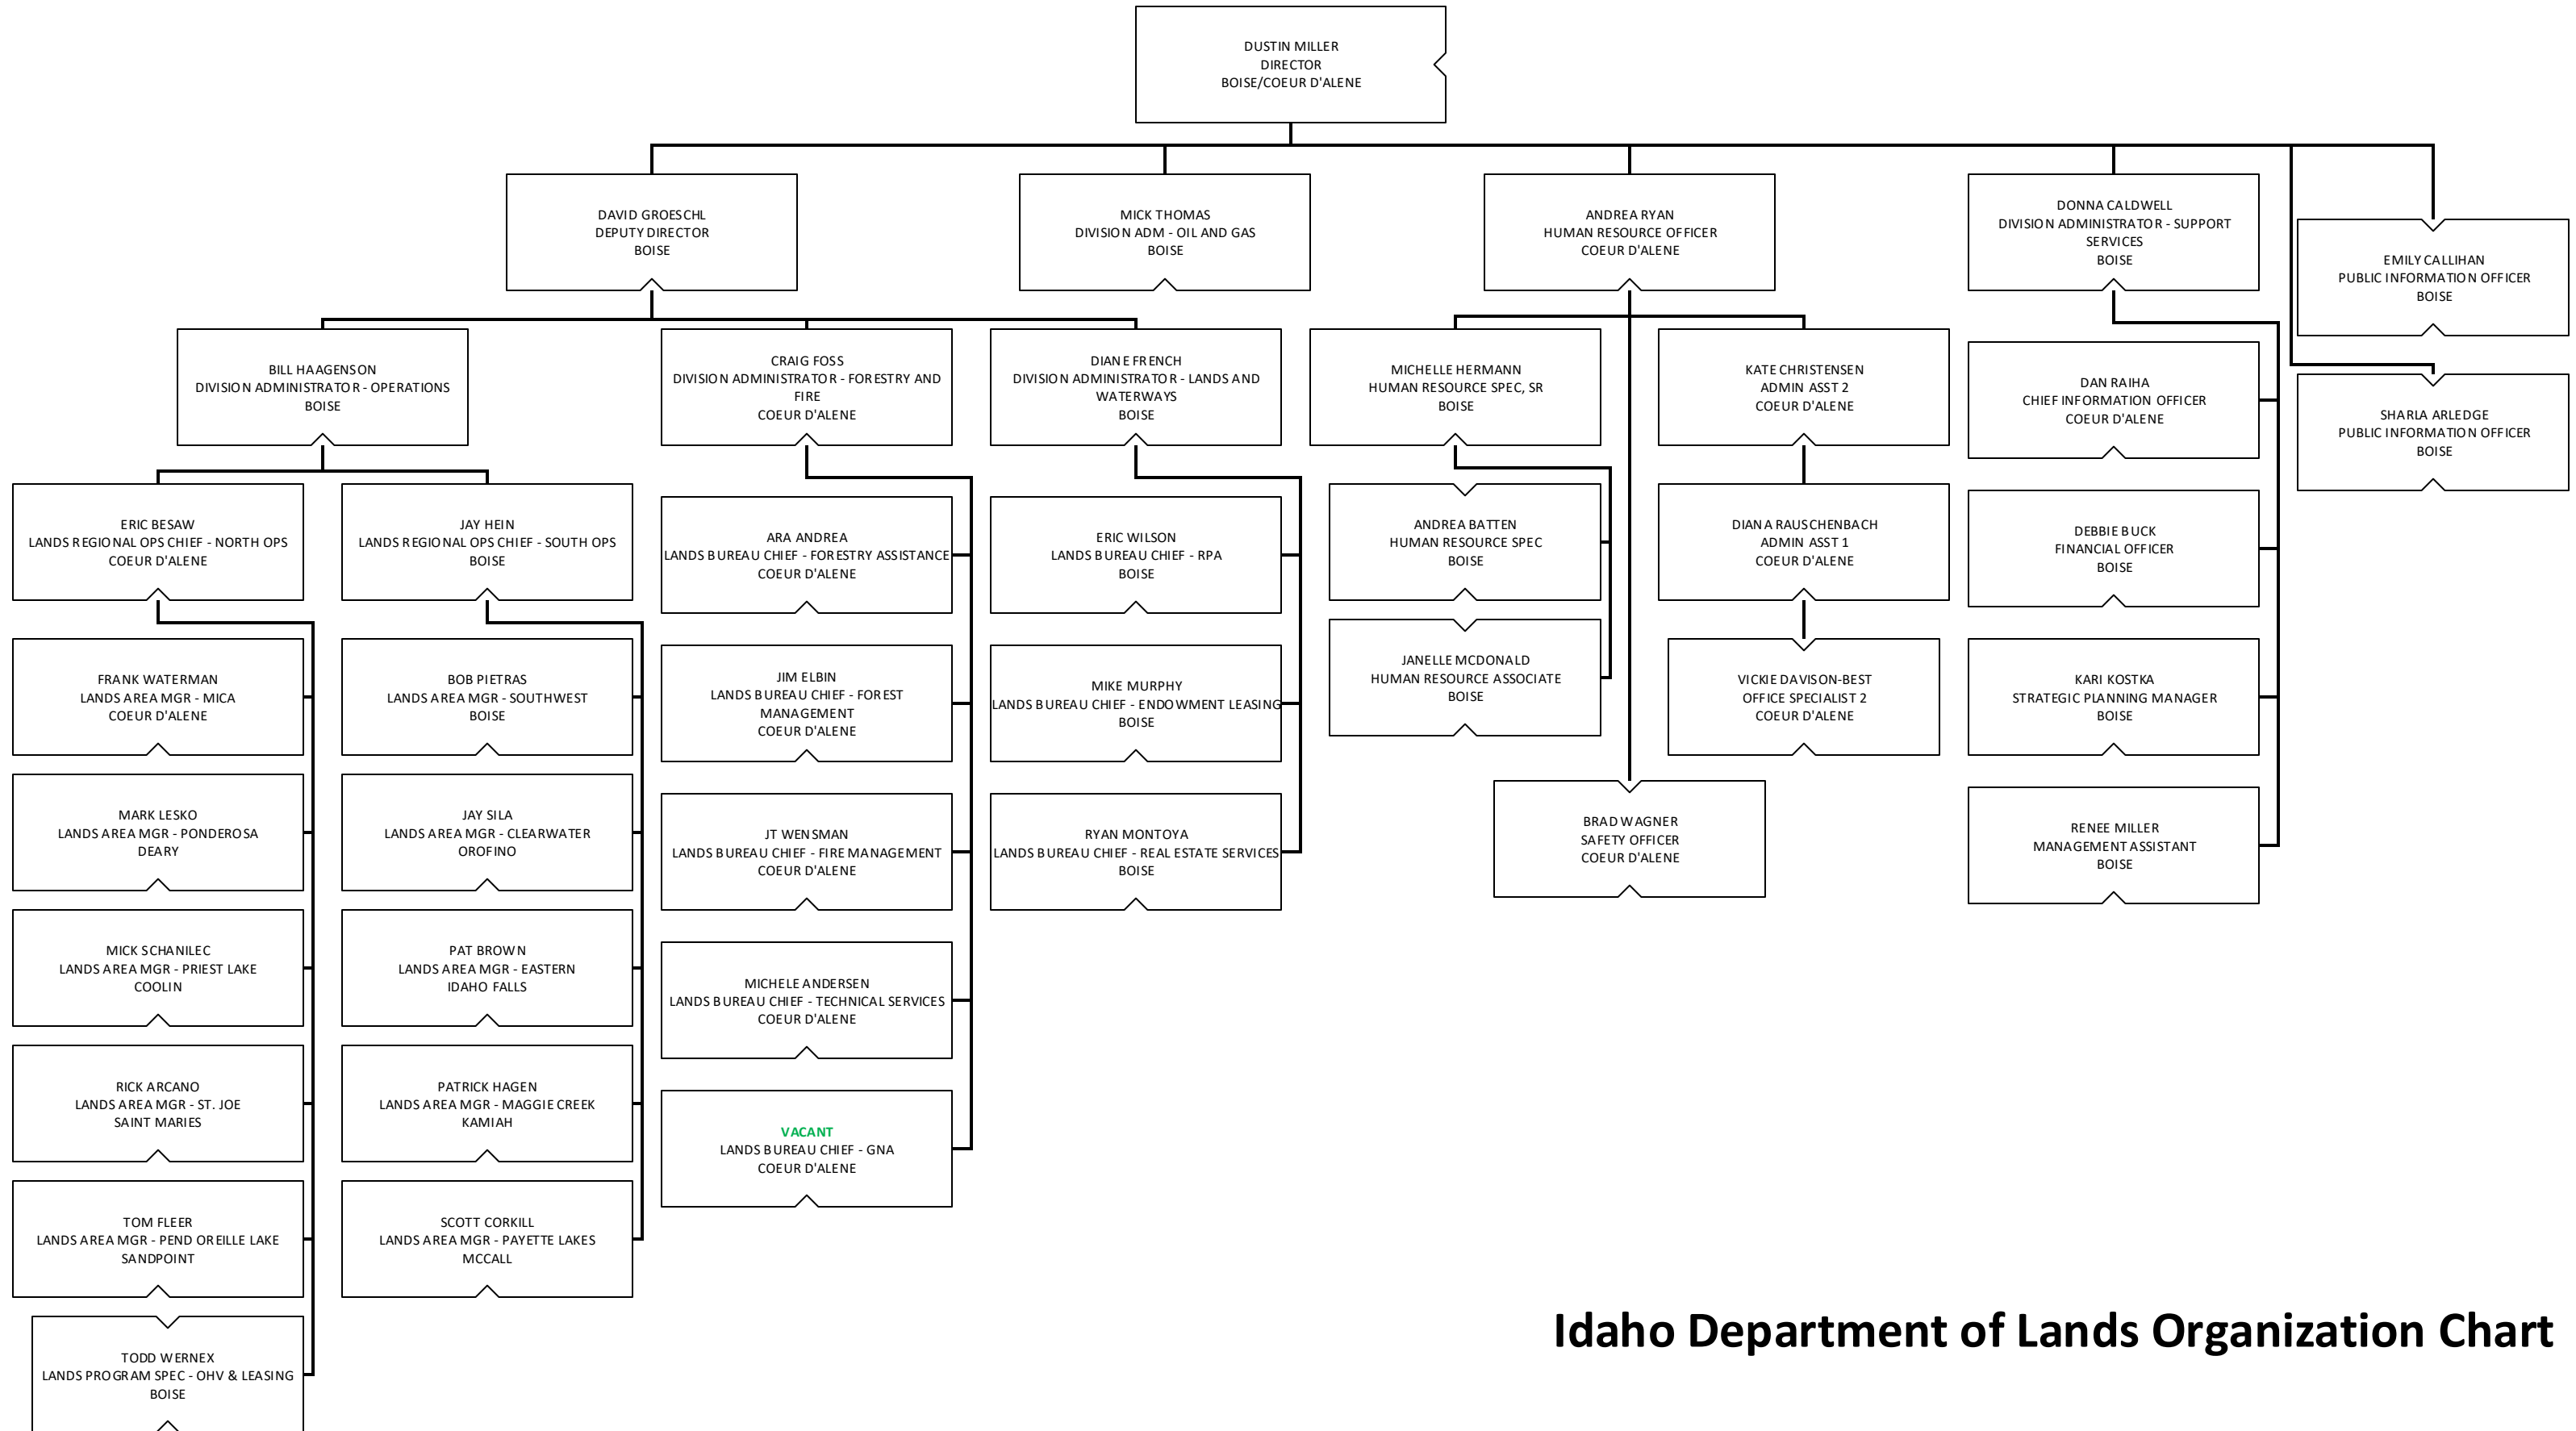 DUSTIN MILLER
DIRECTOR
BOISE/COEUR D'ALENE
DAVID GROESCHL
DEPUTY DIRECTOR
BOISE
MICK THOMAS
DIVISION ADM - OIL AND GAS
BOISE
ANDREA RYAN
HUMAN RESOURCE OFFICER
COEUR D'ALENE
DONNA CALDWELL
DIVISION ADMINISTRATOR - SUPPORT
SERVICES
BOISE
EMILY CALLIHAN
PUBLIC INFORMATION OFFICER
BOISE
SHARLA ARLEDGE
PUBLIC INFORMATION OFFICER
BOISE
BILL HAAGENSON
DIVISION ADMINISTRATOR - OPERATIONS
BOISE
CRAIG FOSS
DIVISION ADMINISTRATOR - FORESTRY AND
FIRE
COEUR D'ALENE
DIANE FRENCH
DIVISION ADMINISTRATOR - LANDS AND
WATERWAYS
BOISE
MICHELLE HERMANN
HUMAN RESOURCE SPEC, SR
BOISE
KATE CHRISTENSEN
ADMIN ASST 2
COEUR D'ALENE
DAN RAIHA
CHIEF INFORMATION OFFICER
COEUR D'ALENE
ERIC BESAW
LANDS REGIONAL OPS CHIEF - NORTH OPS
COEUR D'ALENE
JAY HEIN
LANDS REGIONAL OPS CHIEF - SOUTH OPS
BOISE
ARA ANDREA
LANDS BUREAU CHIEF - FORESTRY ASSISTANCE
COEUR D'ALENE
ERIC WILSON
LANDS BUREAU CHIEF - RPA
BOISE
ANDREA BATTEN
HUMAN RESOURCE SPEC
BOISE
DIANA RAUSCHENBACH
ADMIN ASST 1
COEUR D'ALENE
DEBBIE BUCK
FINANCIAL OFFICER
BOISE
FRANK WATERMAN
LANDS AREA MGR - MICA
COEUR D'ALENE
BOB PIETRAS
LANDS AREA MGR - SOUTHWEST
BOISE
JIM ELBIN
LANDS BUREAU CHIEF - FOREST
MANAGEMENT
COEUR D'ALENE
MIKE MURPHY
LANDS BUREAU CHIEF - ENDOWMENT LEASING
BOISE
JANELLE MCDONALD
HUMAN RESOURCE ASSOCIATE
BOISE
VICKIE DAVISON-BEST
OFFICE SPECIALIST 2
COEUR D'ALENE
KARI KOSTKA
STRATEGIC PLANNING MANAGER
BOISE
MARK LESKO
LANDS AREA MGR - PONDEROSA
DEARY
JAY SILA
LANDS AREA MGR - CLEARWATER
OROFINO
JT WENSMAN
LANDS BUREAU CHIEF - FIRE MANAGEMENT
COEUR D'ALENE
RYAN MONTOYA
LANDS BUREAU CHIEF - REAL ESTATE SERVICES
BOISE
BRAD WAGNER
SAFETY OFFICER
COEUR D'ALENE
RENEE MILLER
MANAGEMENT ASSISTANT
BOISE
MICK SCHANILEC
LANDS AREA MGR - PRIEST LAKE
COOLIN
PAT BROWN
LANDS AREA MGR - EASTERN
IDAHO FALLS
MICHELE ANDERSEN
LANDS BUREAU CHIEF - TECHNICAL SERVICES
COEUR D'ALENE
RICK ARCANO
LANDS AREA MGR - ST. JOE
SAINT MARIES
PATRICK HAGEN
LANDS AREA MGR - MAGGIE CREEK
KAMIAH
VACANT
LANDS BUREAU CHIEF - GNA
COEUR D'ALENE
TOM FLEER
LANDS AREA MGR - PEND OREILLE LAKE
SANDPOINT
SCOTT CORKILL
LANDS AREA MGR - PAYETTE LAKES
MCCALL
TODD WERNEX
LANDS PROGRAM SPEC - OHV & LEASING
BOISE
Idaho Department of Lands Organization Chart